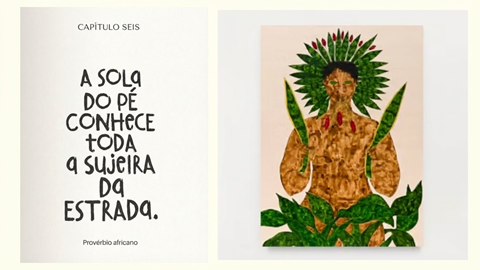 CAPÍTULO SEIS
A SOLA
DO PÉ
CONHECE
TODA
A SUJEIRA
DA
ESTRADA.
Provérbio africano